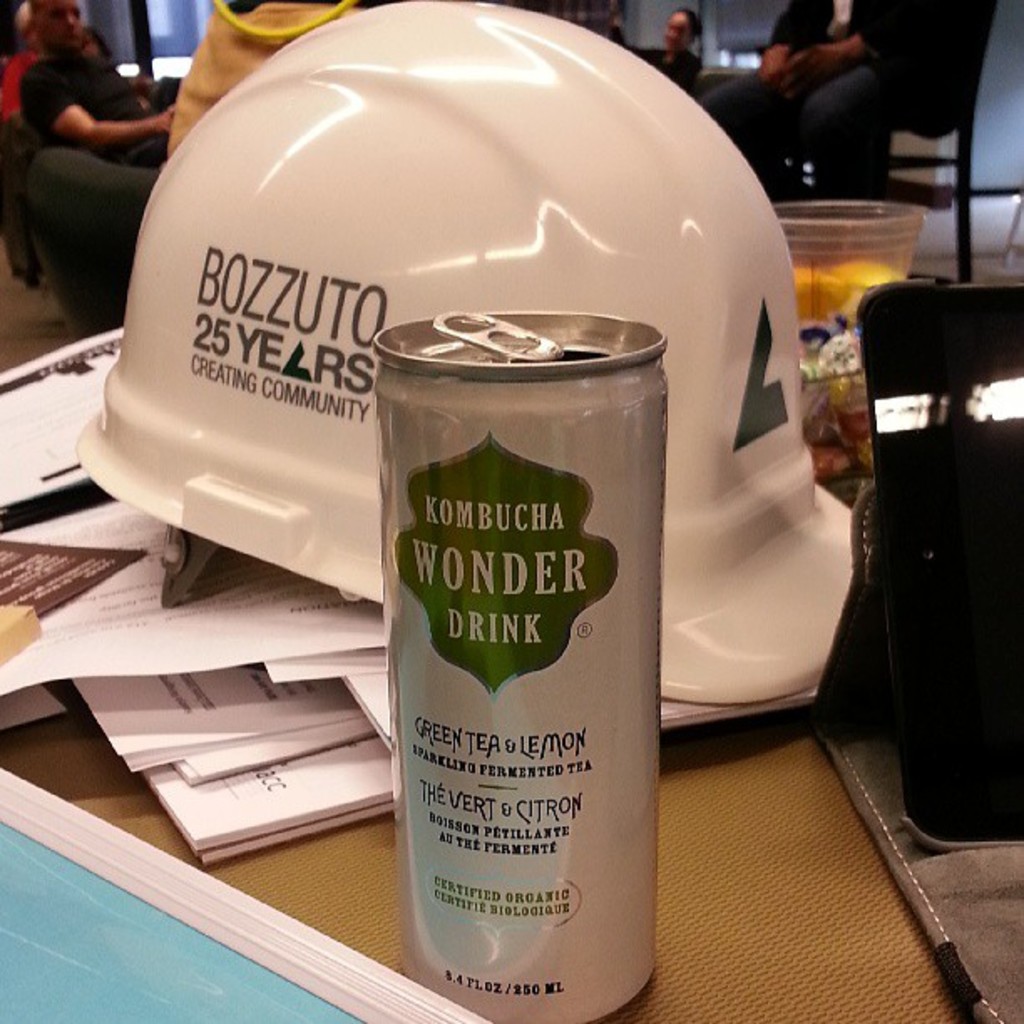 BOZZUTO
25 YEARS
CREATING COMMUNITY
KOMBUCHA
WONDER
DRINK
®
GREEN TEA & LEMON
SPARKLING FERMENTED TEA
THÉ VERT & CITRON
BOISSON PÉTILLANTE
AU THÉ FERMENTÉ
CERTIFIED ORGANIC
CERTIFIÉ BIOLOGIQUE
8.4 FL OZ / 250 ML